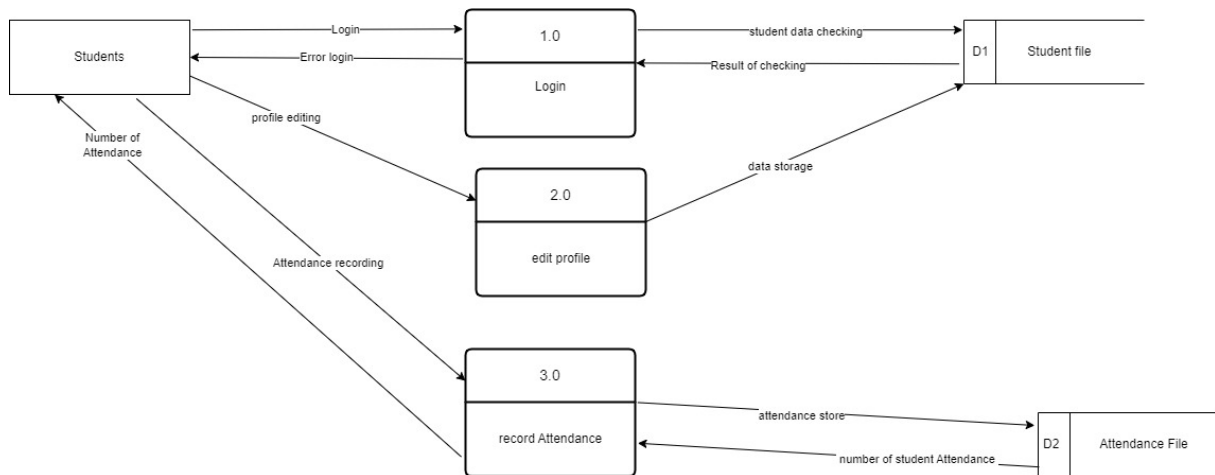 Login
1.0
student data checking
Students
Error login
D1
Student file
Result of checking
Login
profile editing
Number of
Attendance
data storage
2.0
edit profile
Attendance recording
3.0
attendance store
record Attendance
D2
Attendance File
number of student Attendance